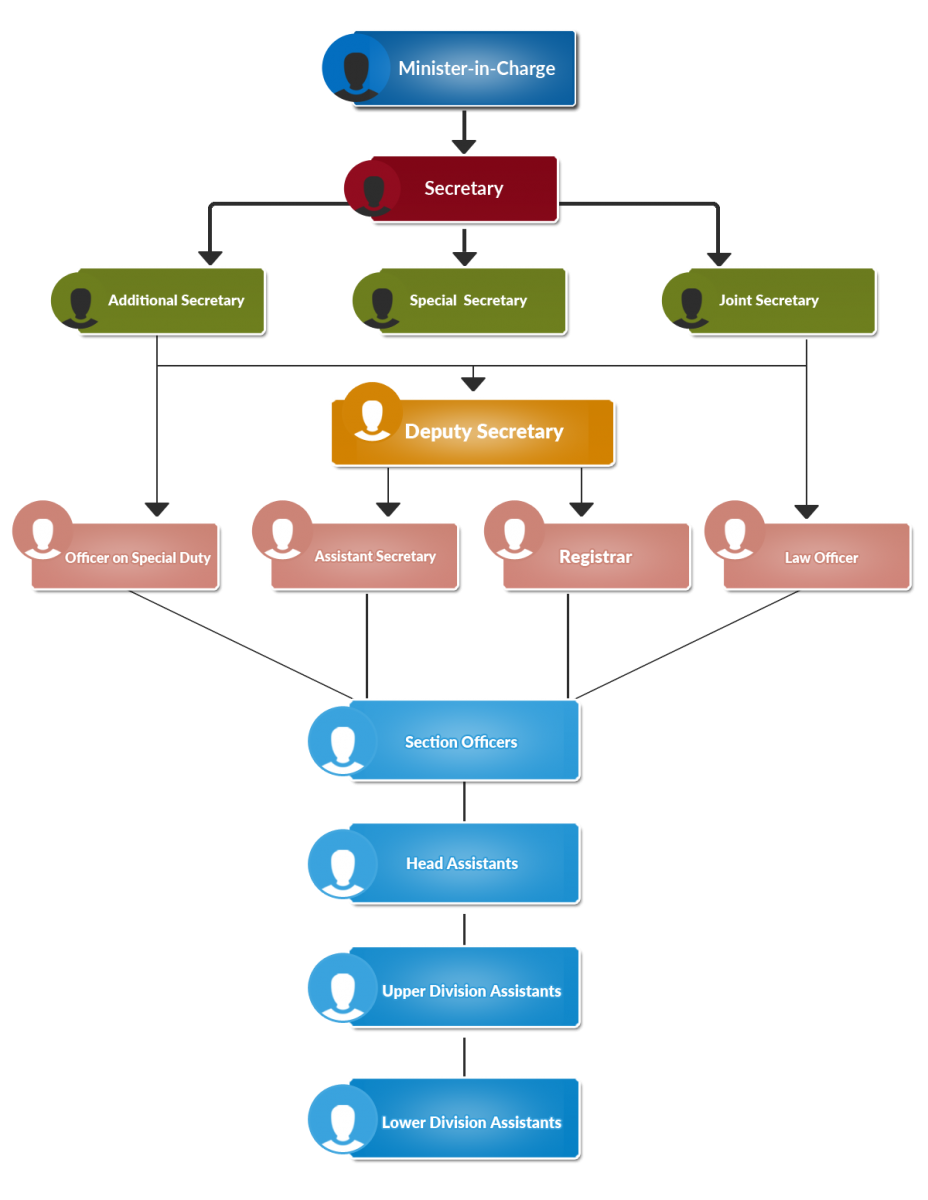 Minister-in-Charge
Secretary
Additional Secretary
Special Secretary
Joint Secretary
Deputy Secretary
Officer on Special Duty
Assistant Secretary
Registrar
Law Officer
Section Officers
Head Assistants
Upper Division Assistants
Lower Division Assistants